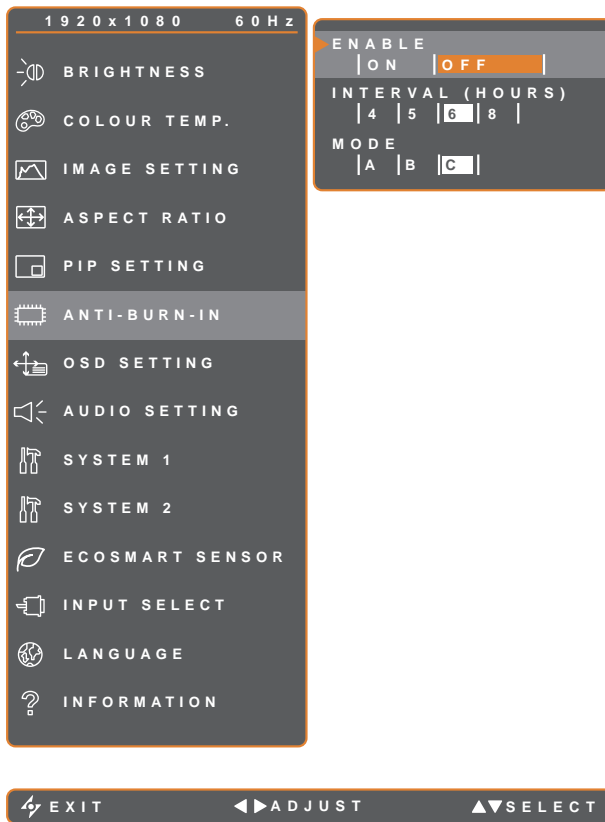 1920x1080 60Hz
BRIGHTNESS
COLOUR TEMP.
IMAGE SETTING
ASPECT RATIO
PIP SETTING
ANTI-BURN-IN
OSD SETTING
AUDIO SETTING
SYSTEM 1
SYSTEM 2
ECOSMART SENSOR
INPUT SELECT
LANGUAGE
INFORMATION
ENABLE
ON OFF
INTERVAL (HOURS)
4 5 6 8
MODE
A B C
EXIT ADJUST SELECT